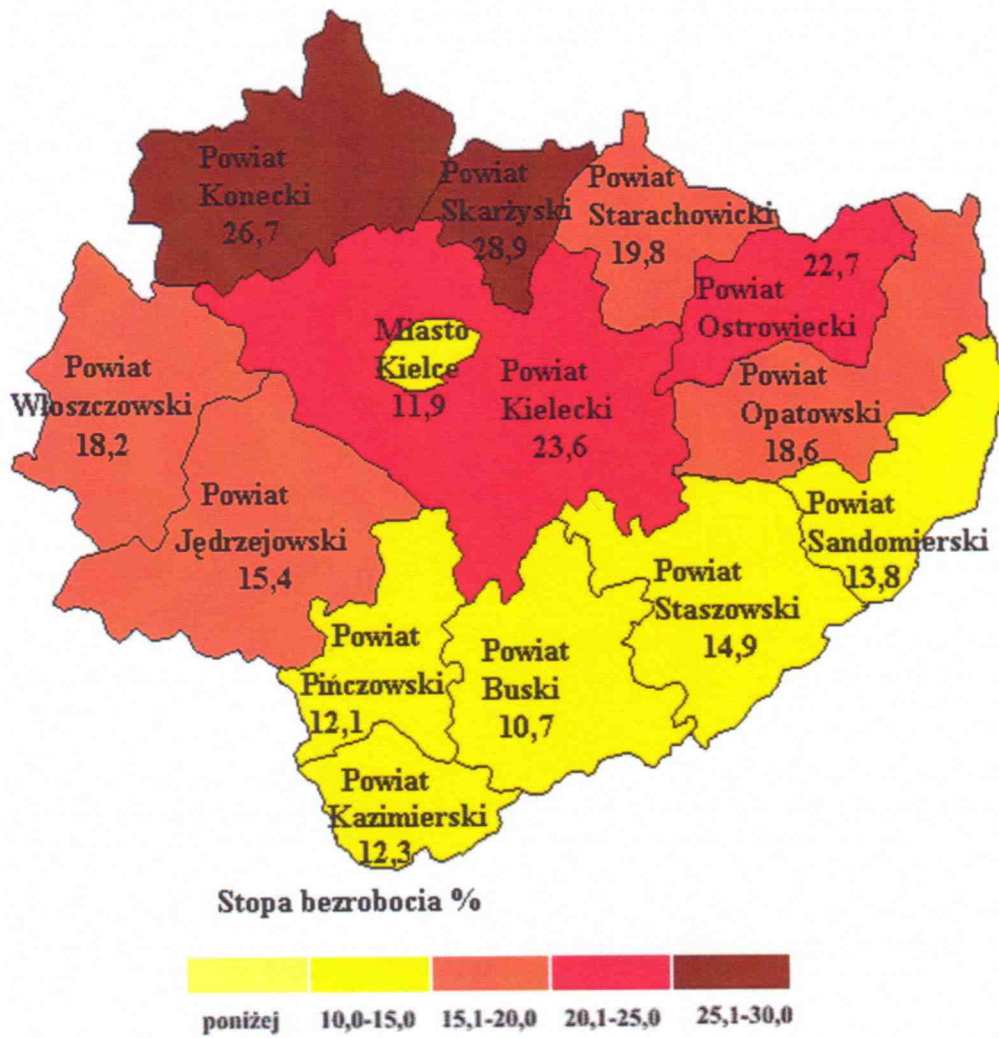 Powiat
Konecki
26,7
Powiat
Skarżyski
28,9
Powiat
Starachowicki
19,8
22,7
Powiat
Ostrowiecki
Miasto
Kielce
11,9
Powiat
Kielecki
23,6
Powiat
Włoszczowski
18,2
Powiat
Opatowski
18,6
Powiat
Jędrzejowski
15,4
Powiat
Sandomierski
13,8
Powiat
Staszowski
14,9
Powiat
Pińczowski
12,1
Powiat
Buski
10,7
Powiat
Kazimierski
12,3
Stopa bezrobocia %
poniżej 10,0-15,0 15,1-20,0 20,1-25,0 25,1-30,0